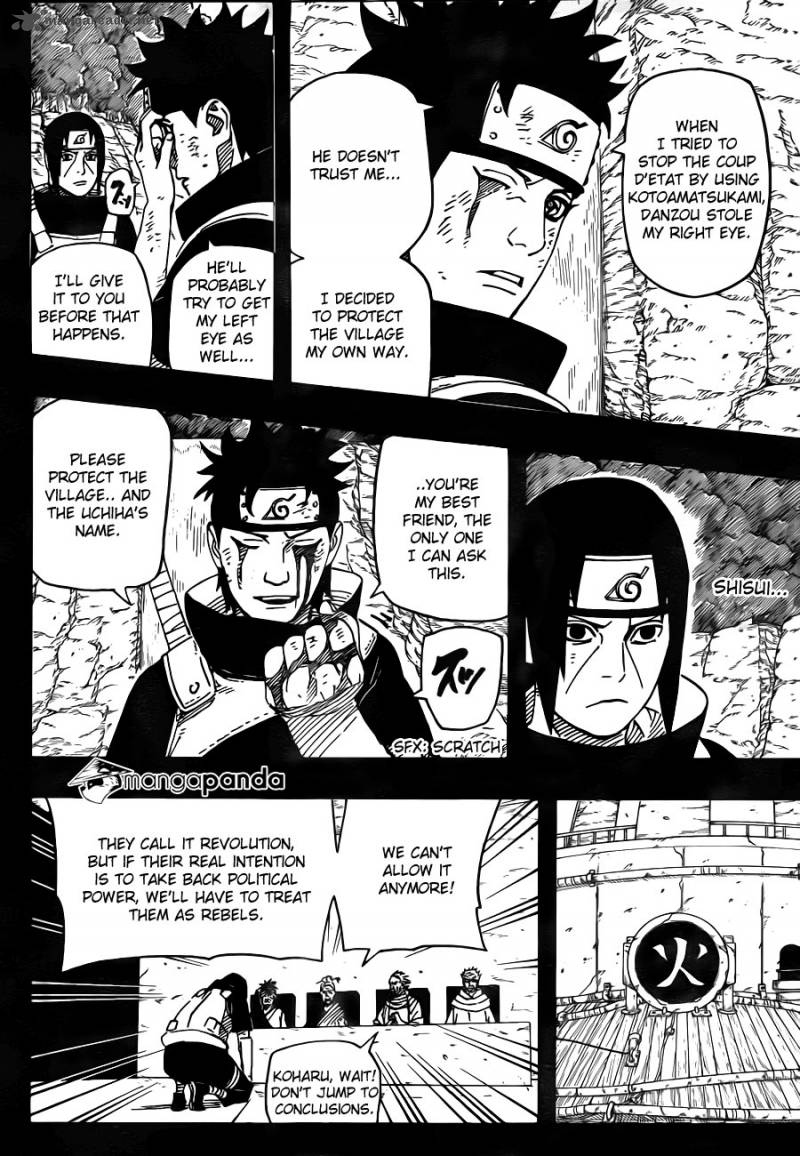 WHEN
I TRIED TO
STOP THE COUP
D'ETAT BY USING
KOTOAMATSUKAMI,
DANZOU STOLE
MY RIGHT EYE.
HE DOESN'T
TRUST ME...
I DECIDED TO
PROTECT THE
VILLAGE
MY OWN WAY.
HE'LL
PROBABLY
TRY TO GET
MY LEFT
EYE AS
WELL...
I'LL GIVE
IT TO YOU
BEFORE THAT
HAPPENS.
SHISUI...
..YOU'RE
MY BEST
FRIEND, THE
ONLY ONE
I CAN ASK
THIS.
ズッ
SFX: SCRATCH
PLEASE
PROTECT THE
VILLAGE.. AND
THE UCHIHA'S
NAME.
mangapanda
火
WE CAN'T
ALLOW IT
ANYMORE!
THEY CALL IT REVOLUTION,
BUT IF THEIR REAL INTENTION
IS TO TAKE BACK POLITICAL
POWER, WE'LL HAVE TO TREAT
THEM AS REBELS.
KOHARU, WAIT!
DON'T JUMP TO
CONCLUSIONS.